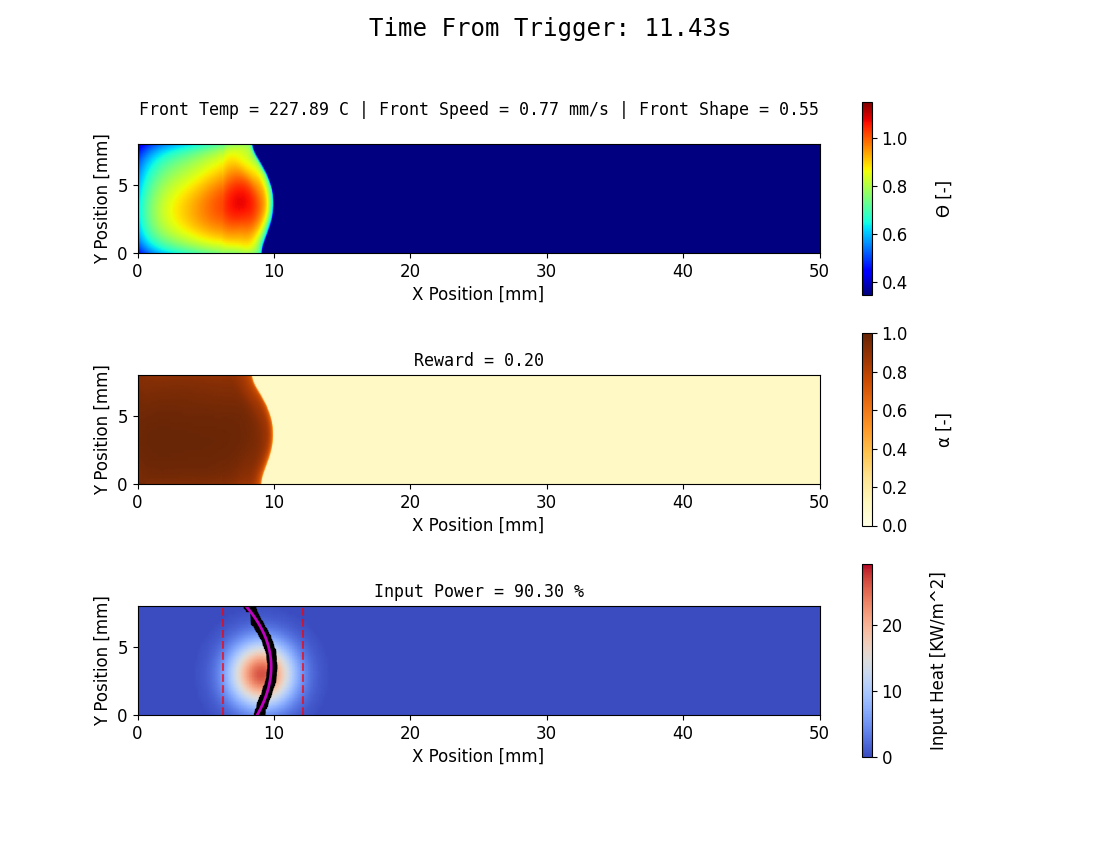 Time From Trigger: 11.43s
Front Temp = 227.89 C | Front Speed = 0.77 mm/s | Front Shape = 0.55
Y Position [mm]
5
0
0 10 20 30 40 50
X Position [mm]
1.0
0.8
0.6
0.4
Θ [-]
Reward = 0.20
Y Position [mm]
5
0
0 10 20 30 40 50
X Position [mm]
1.0
0.8
0.6
0.4
0.2
0.0
α [-]
Input Power = 90.30 %
Y Position [mm]
5
0
0 10 20 30 40 50
X Position [mm]
20
10
0
Input Heat [KW/m^2]